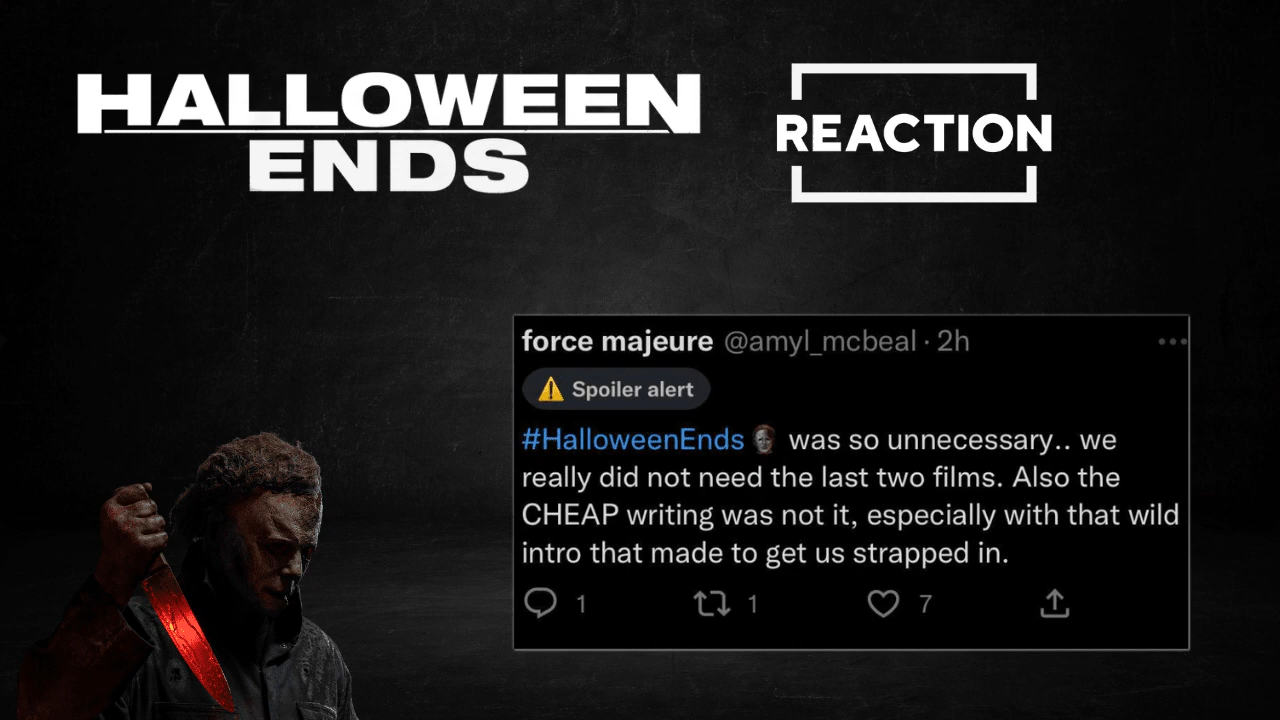 HALLOWEEN
ENDS
REACTION
force majeure @amyl_mcbeal · 2h
⚠️ Spoiler alert
#HalloweenEnds was so unnecessary.. we
really did not need the last two films. Also the
CHEAP writing was not it, especially with that wild
intro that made to get us strapped in.
1 1 7